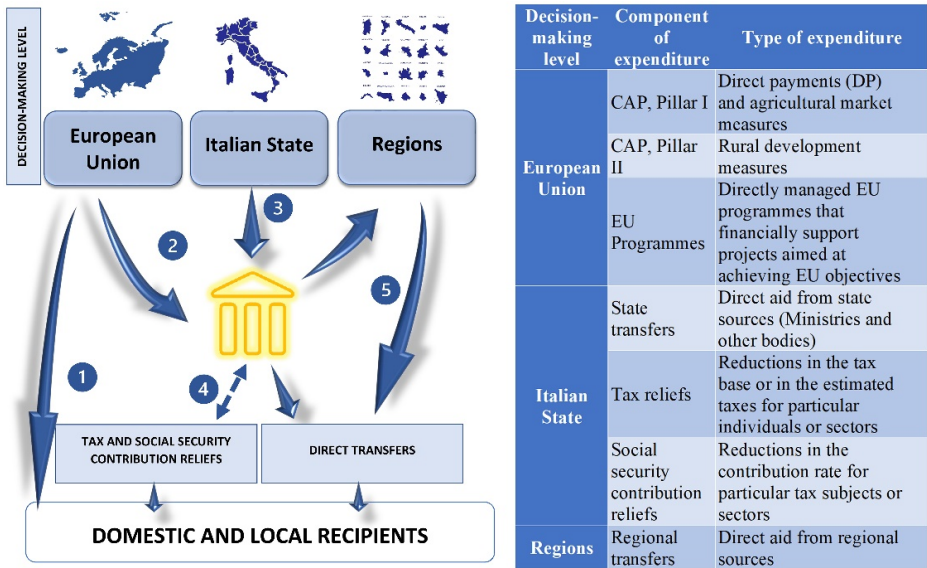 DECISION-MAKING LEVEL
European
Union
Italian State
Regions
1
2
3
4
5
TAX AND SOCIAL SECURITY
CONTRIBUTION RELIEFS
DIRECT TRANSFERS
DOMESTIC AND LOCAL RECIPIENTS
Decision-
making
level
Component
of
expenditure
Type of expenditure
European
Union
CAP, Pillar I
Direct payments (DP)
and agricultural market
measures
CAP, Pillar
II
Rural development
measures
EU
Programmes
Directly managed EU
programmes that
financially support
projects aimed at
achieving EU objectives
Italian
State
State
transfers
Direct aid from state
sources (Ministries and
other bodies)
Tax reliefs
Reductions in the tax
base or in the estimated
taxes for particular
individuals or sectors
Social
security
contribution
reliefs
Reductions in the
contribution rate for
particular tax subjects or
sectors
Regions
Regional
transfers
Direct aid from regional
sources